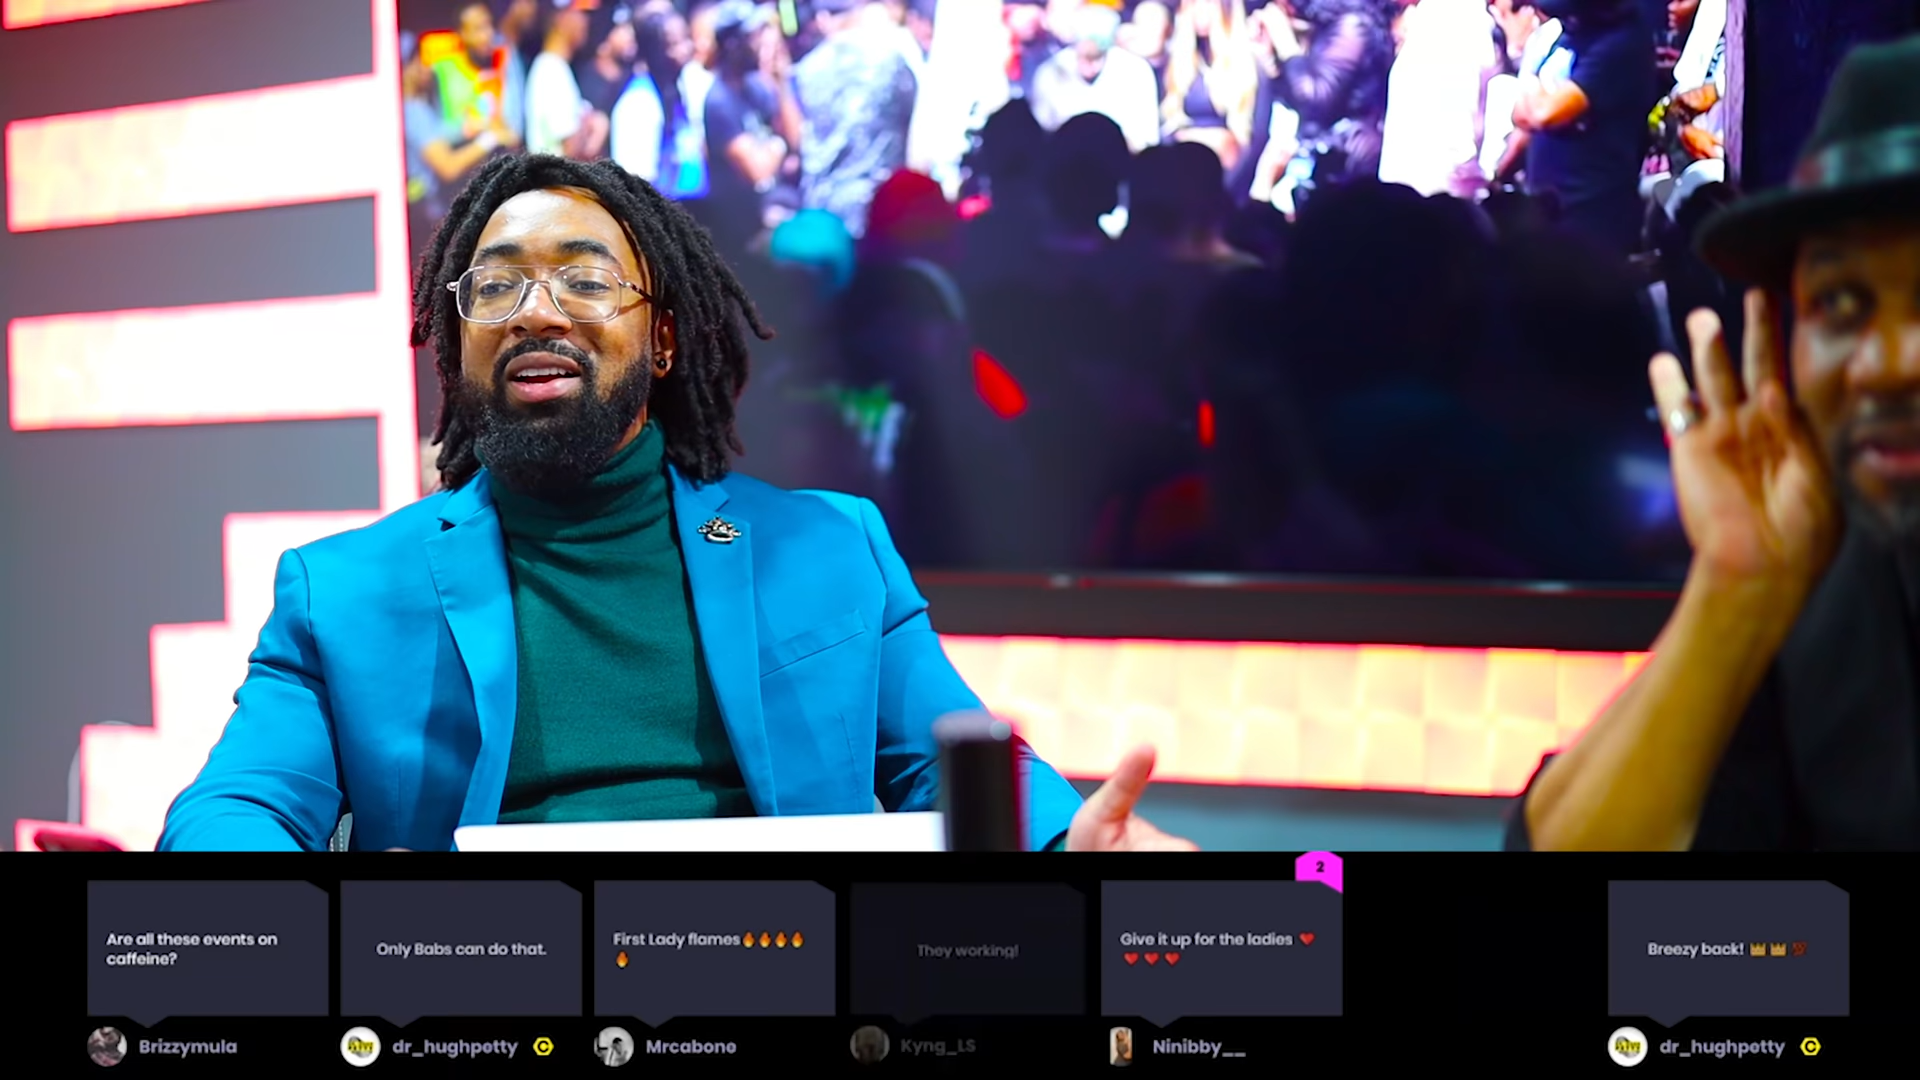 2
Are all these events on
caffeine?
Only Babs can do that.
First Lady flames🔥🔥🔥🔥
🔥
They working!
Give it up for the ladies ❤️
❤️ ❤️ ❤️
Breezy back! 👑 👑 💯
Brizzymula
dr_hughpetty
Mrcabone
Kyng_LS
Ninibby__
dr_hughpetty